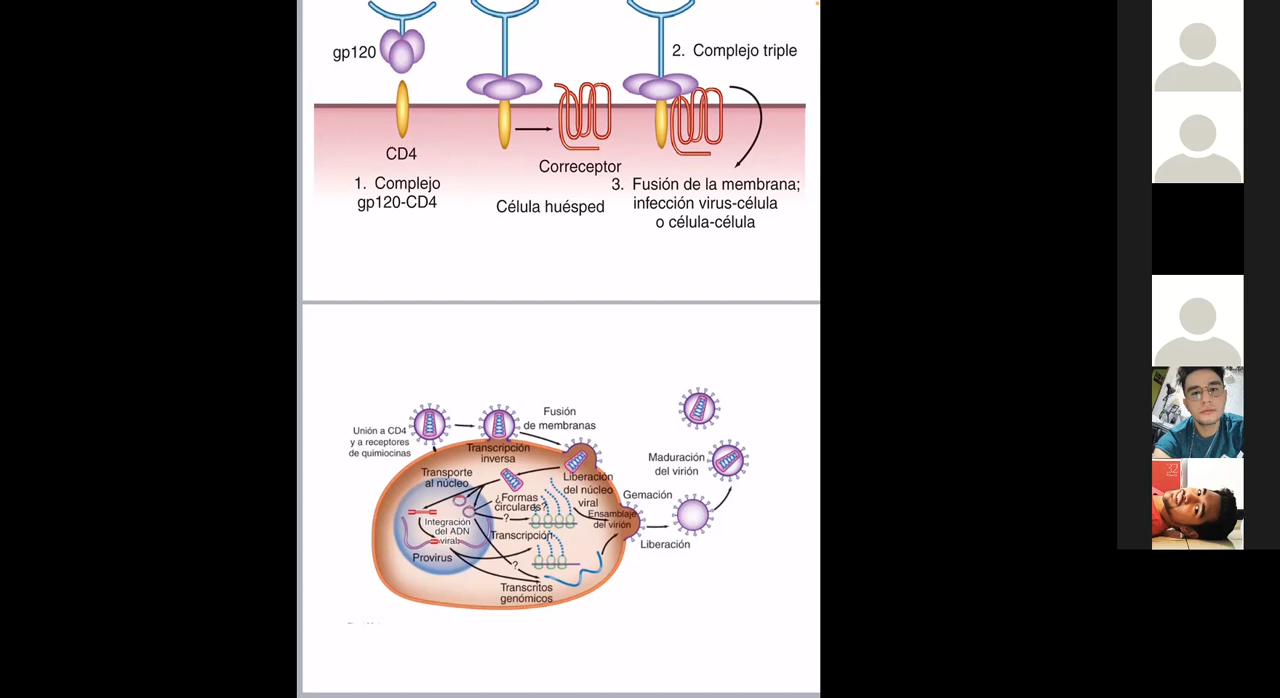 gp120
2. Complejo triple
CD4
Correceptor
1. Complejo
gp120-CD4
Célula huésped
3. Fusión de la membrana;
infección virus-célula
o célula-célula
Fusión
de membranas
Unión a CD4
y a receptores
de quimiocinas
Transcripción
inversa
Maduración
del virión
Transporte
al núcleo
Liberación
del núcleo
viral
Gemación
¿Formas
circulares?
?
Ensamblaje
del virión
Integración
del ADN
viral
Transcripción
Liberación
Provirus
?
Transcritos
genómicos
32